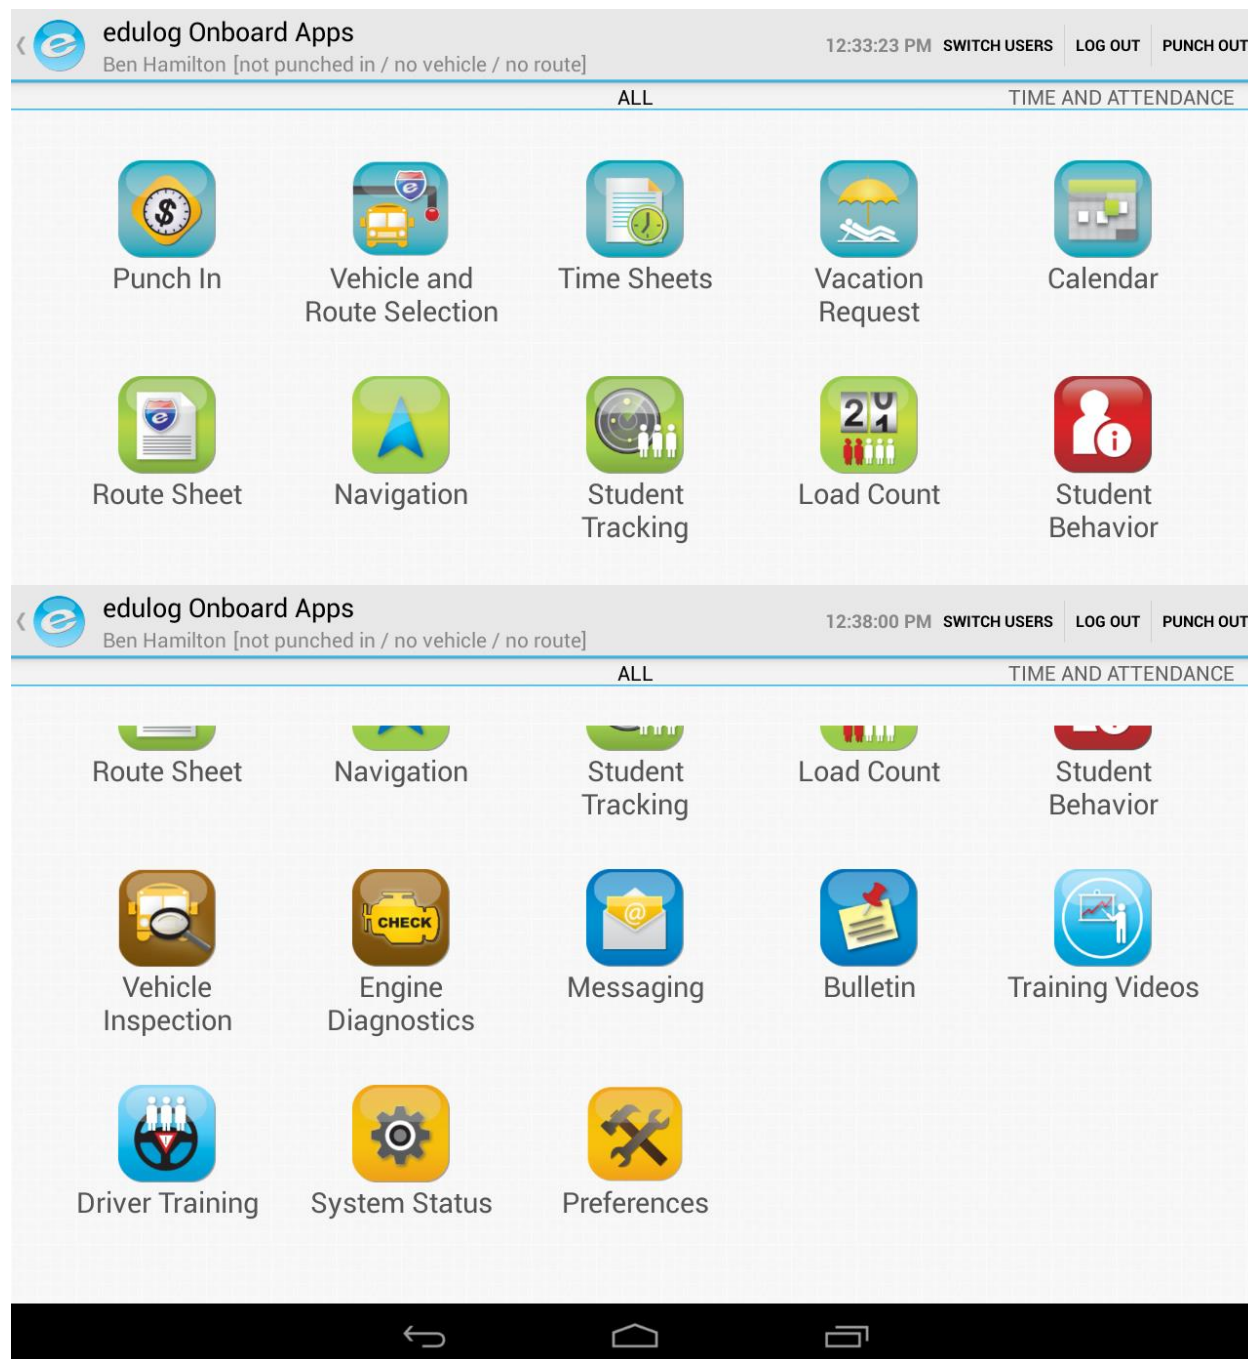 edulog Onboard Apps
Ben Hamilton [not punched in / no vehicle / no route]
12:33:23 PM SWITCH USERS LOG OUT PUNCH OUT
ALL TIME AND ATTENDANCE
$
e
Punch In
Vehicle and
Route Selection
Time Sheets
Vacation
Request
Calendar
e
2 0
1
Route Sheet
Navigation
Student
Tracking
Load Count
Student
Behavior
edulog Onboard Apps
Ben Hamilton [not punched in / no vehicle / no route]
12:38:00 PM SWITCH USERS LOG OUT PUNCH OUT
ALL TIME AND ATTENDANCE
Route Sheet
Navigation
Student
Tracking
Load Count
Student
Behavior
CHECK
@
Vehicle
Inspection
Engine
Diagnostics
Messaging
Bulletin
Training Videos
Driver Training
System Status
Preferences